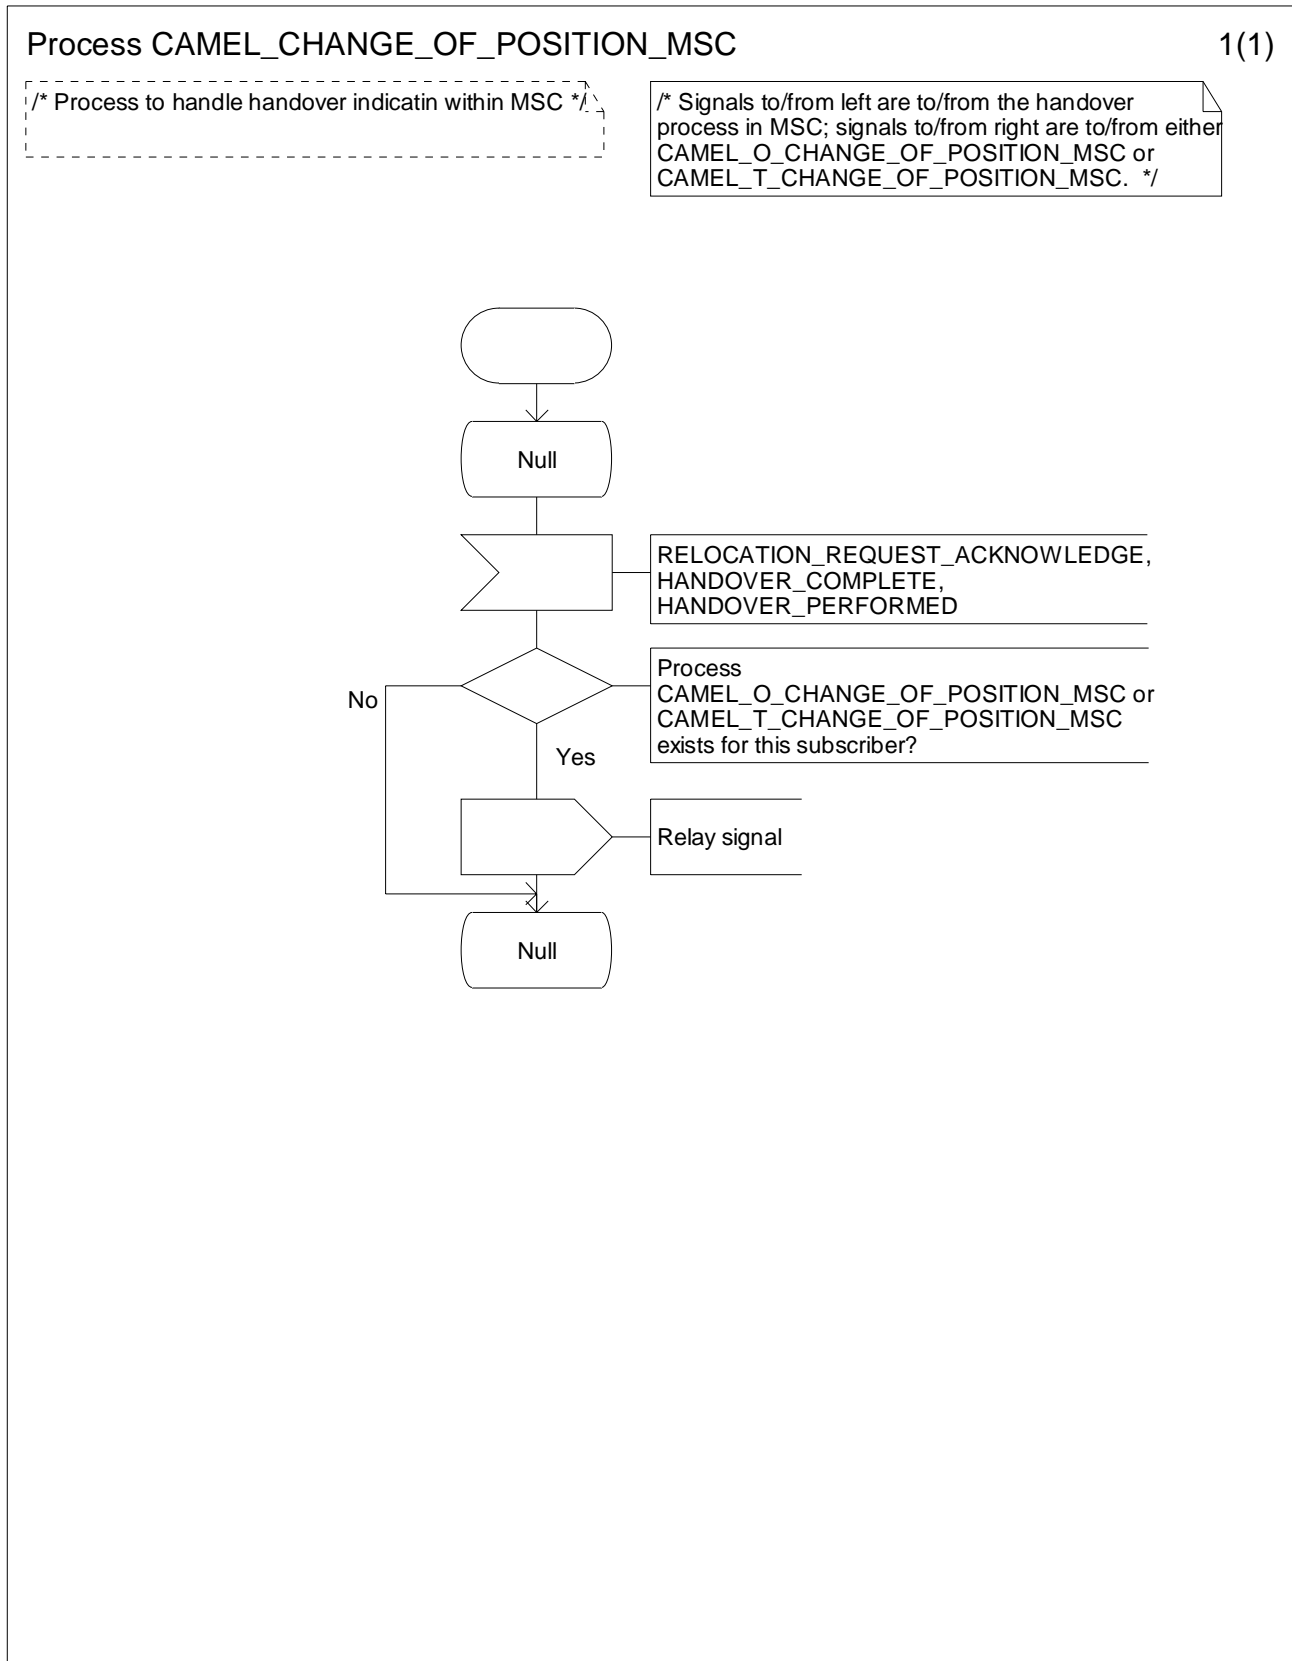 Process CAMEL_CHANGE_OF_POSITION_MSC
1(1)
/* Process to handle handover indicatin within MSC */
/* Signals to/from left are to/from the handover
process in MSC; signals to/from right are to/from either
CAMEL_O_CHANGE_OF_POSITION_MSC or
CAMEL_T_CHANGE_OF_POSITION_MSC. */
Null
RELOCATION_REQUEST_ACKNOWLEDGE,
HANDOVER_COMPLETE,
HANDOVER_PERFORMED
No
Process
CAMEL_O_CHANGE_OF_POSITION_MSC or
CAMEL_T_CHANGE_OF_POSITION_MSC
exists for this subscriber?
Yes
Relay signal
Null